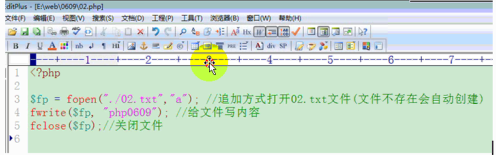 ditPlus - [E:\web\0609\02.php]
文件(F) 编辑(E) 视图(V) 搜索(S) 文档(D) 工程(P) 工具(T) 浏览器(B) 窗口(W) 帮助(H)
----+----1----+----2----+----3----+----4----+----5----+----6----+----7--
1 <?php
2
3 $fp = fopen("./02.txt","a"); //追加方式打开02.txt文件(文件不存在会自动创建)
4 fwrite($fp, "php0609"); //给文件写内容
5 fclose($fp);//关闭文件
6